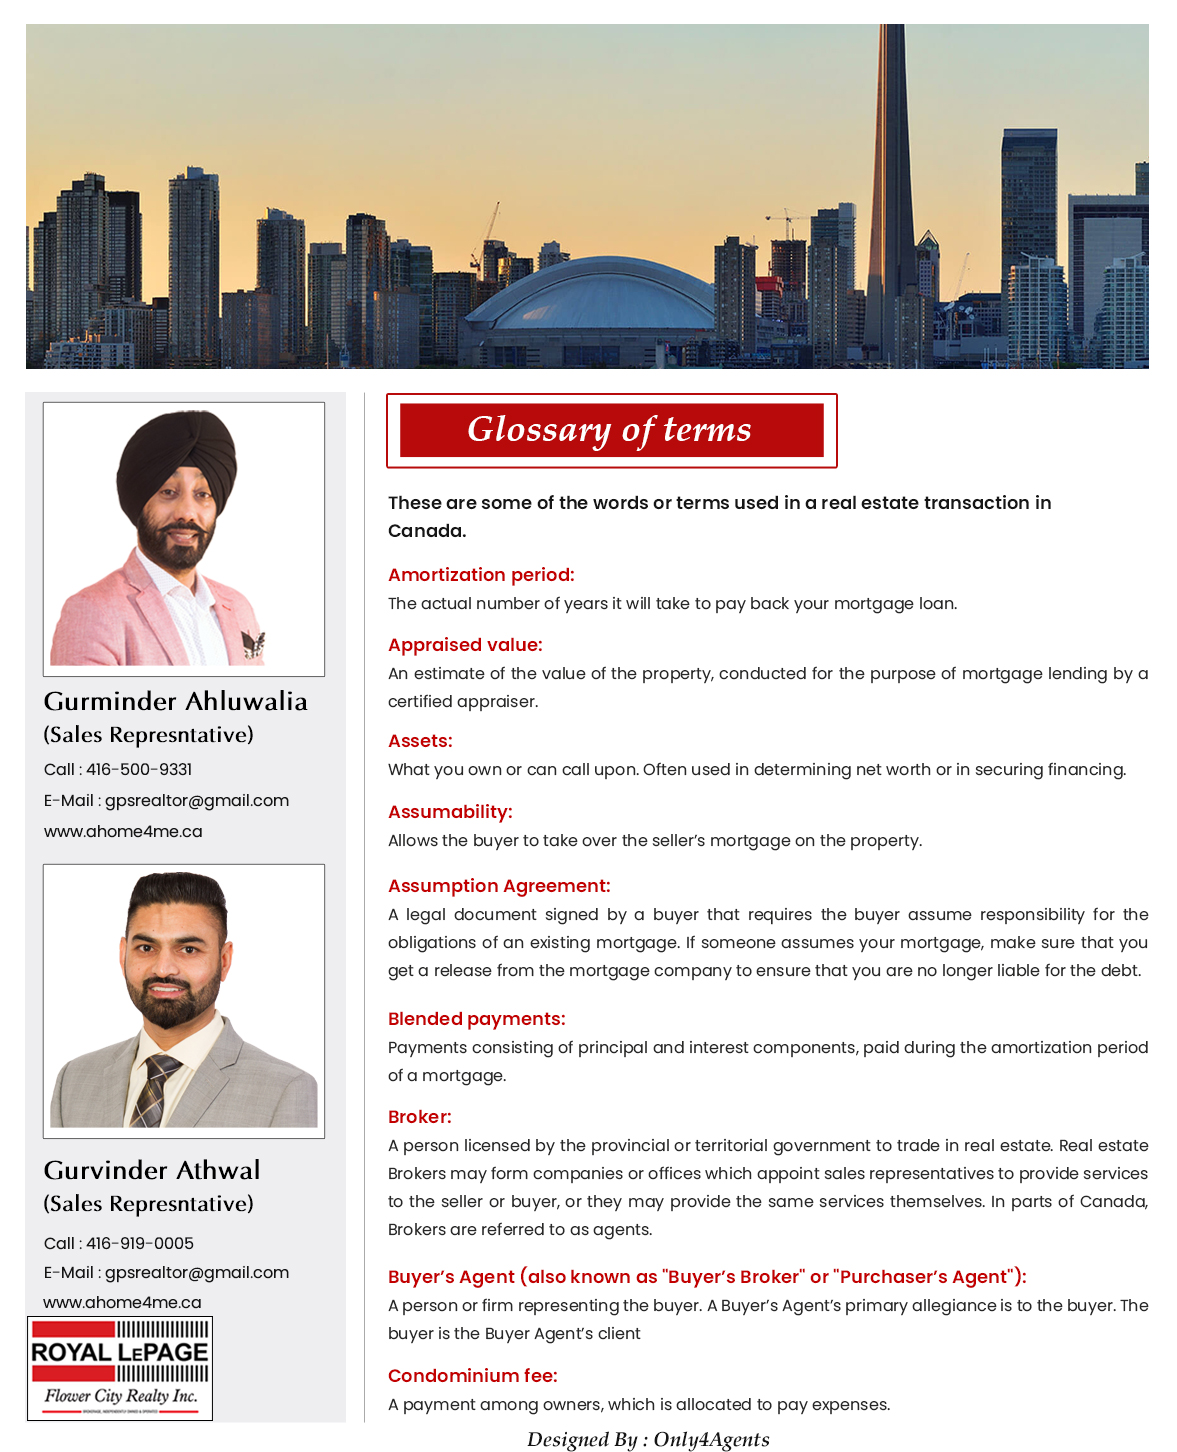 Glossary of terms
These are some of the words or terms used in a real estate transaction in
Canada.
Amortization period:
The actual number of years it will take to pay back your mortgage loan.
Appraised value:
An estimate of the value of the property, conducted for the purpose of mortgage lending by a
certified appraiser.
Assets:
What you own or can call upon. Often used in determining net worth or in securing financing.
Assumability:
Allows the buyer to take over the seller’s mortgage on the property.
Assumption Agreement:
A legal document signed by a buyer that requires the buyer assume responsibility for the
obligations of an existing mortgage. If someone assumes your mortgage, make sure that you
get a release from the mortgage company to ensure that you are no longer liable for the debt.
Blended payments:
Payments consisting of principal and interest components, paid during the amortization period
of a mortgage.
Broker:
A person licensed by the provincial or territorial government to trade in real estate. Real estate
Brokers may form companies or offices which appoint sales representatives to provide services
to the seller or buyer, or they may provide the same services themselves. In parts of Canada,
Brokers are referred to as agents.
Buyer’s Agent (also known as "Buyer’s Broker" or "Purchaser’s Agent"):
A person or firm representing the buyer. A Buyer’s Agent’s primary allegiance is to the buyer. The
buyer is the Buyer Agent’s client
Condominium fee:
A payment among owners, which is allocated to pay expenses.
Gurminder Ahluwalia
(Sales Represntative)
Call : 416-500-9331
E-Mail : gpsrealtor@gmail.com
www.ahome4me.ca
Gurvinder Athwal
(Sales Represntative)
Call : 416-919-0005
E-Mail : gpsrealtor@gmail.com
www.ahome4me.ca
ROYAL LEPAGE
Flower City Realty Inc.
Designed By : Only4Agents